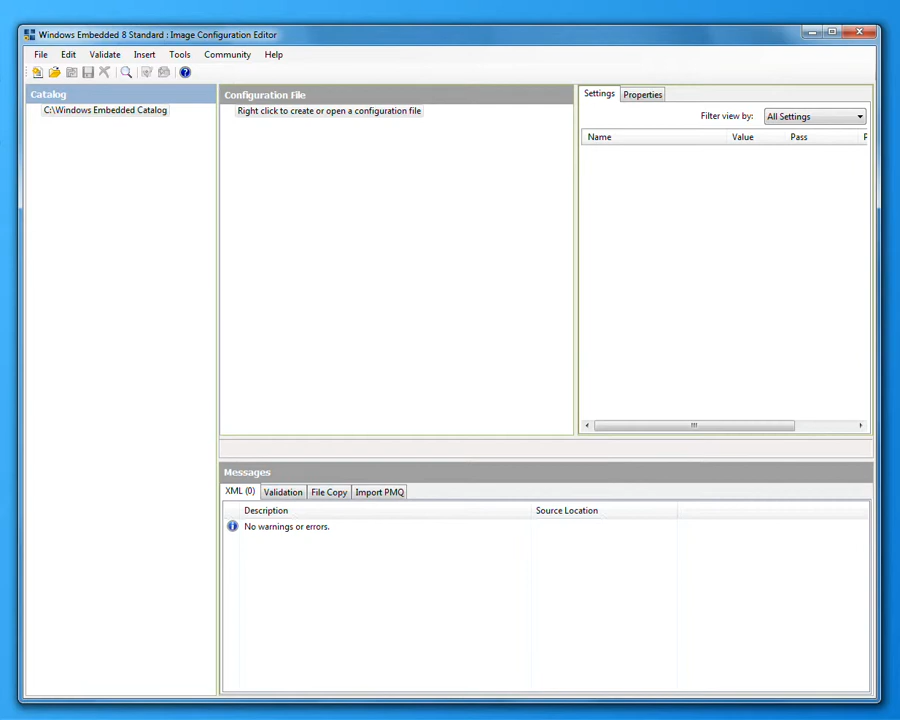 Windows Embedded 8 Standard : Image Configuration Editor
File Edit Validate Insert Tools Community Help
Catalog
C:\Windows Embedded Catalog
Configuration File
Right click to create or open a configuration file
Settings Properties
Filter view by: All Settings
Name Value Pass
Messages
XML (0) Validation File Copy Import PMQ
Description Source Location
No warnings or errors.